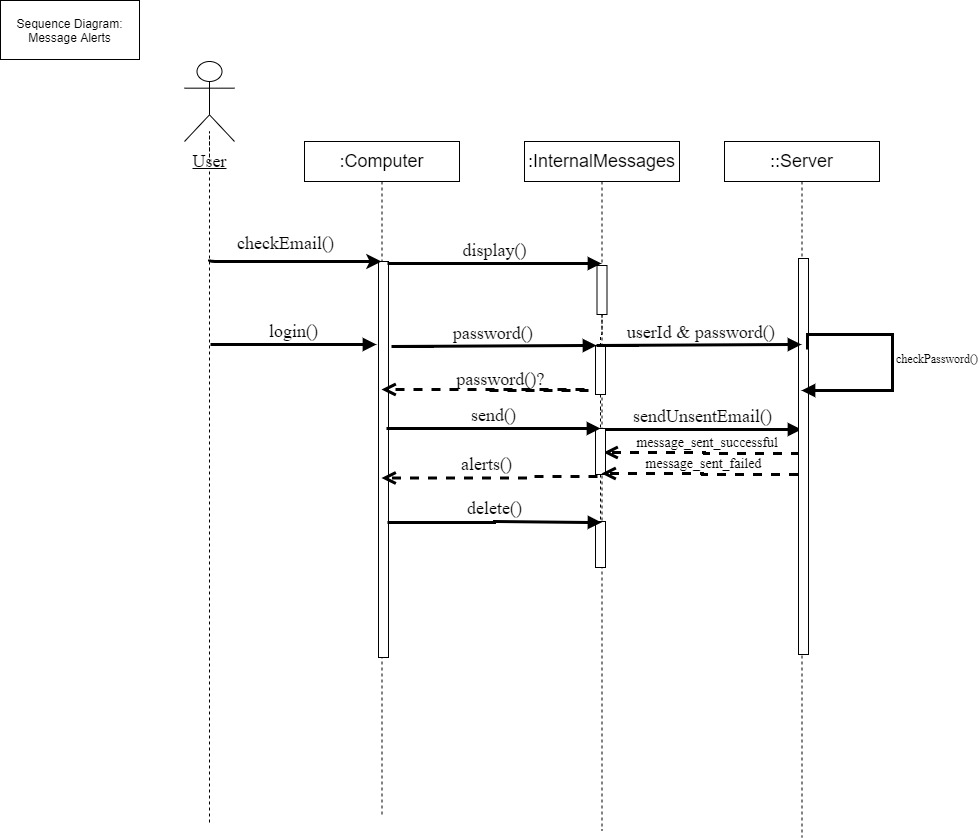 Sequence Diagram:
Message Alerts
User
:Computer
:InternalMessages
::Server
checkEmail()
display()
login()
password()
userId & password()
checkPassword()
password()?
send()
sendUnsentEmail()
message_sent_successful
alerts()
message_sent_failed
delete()